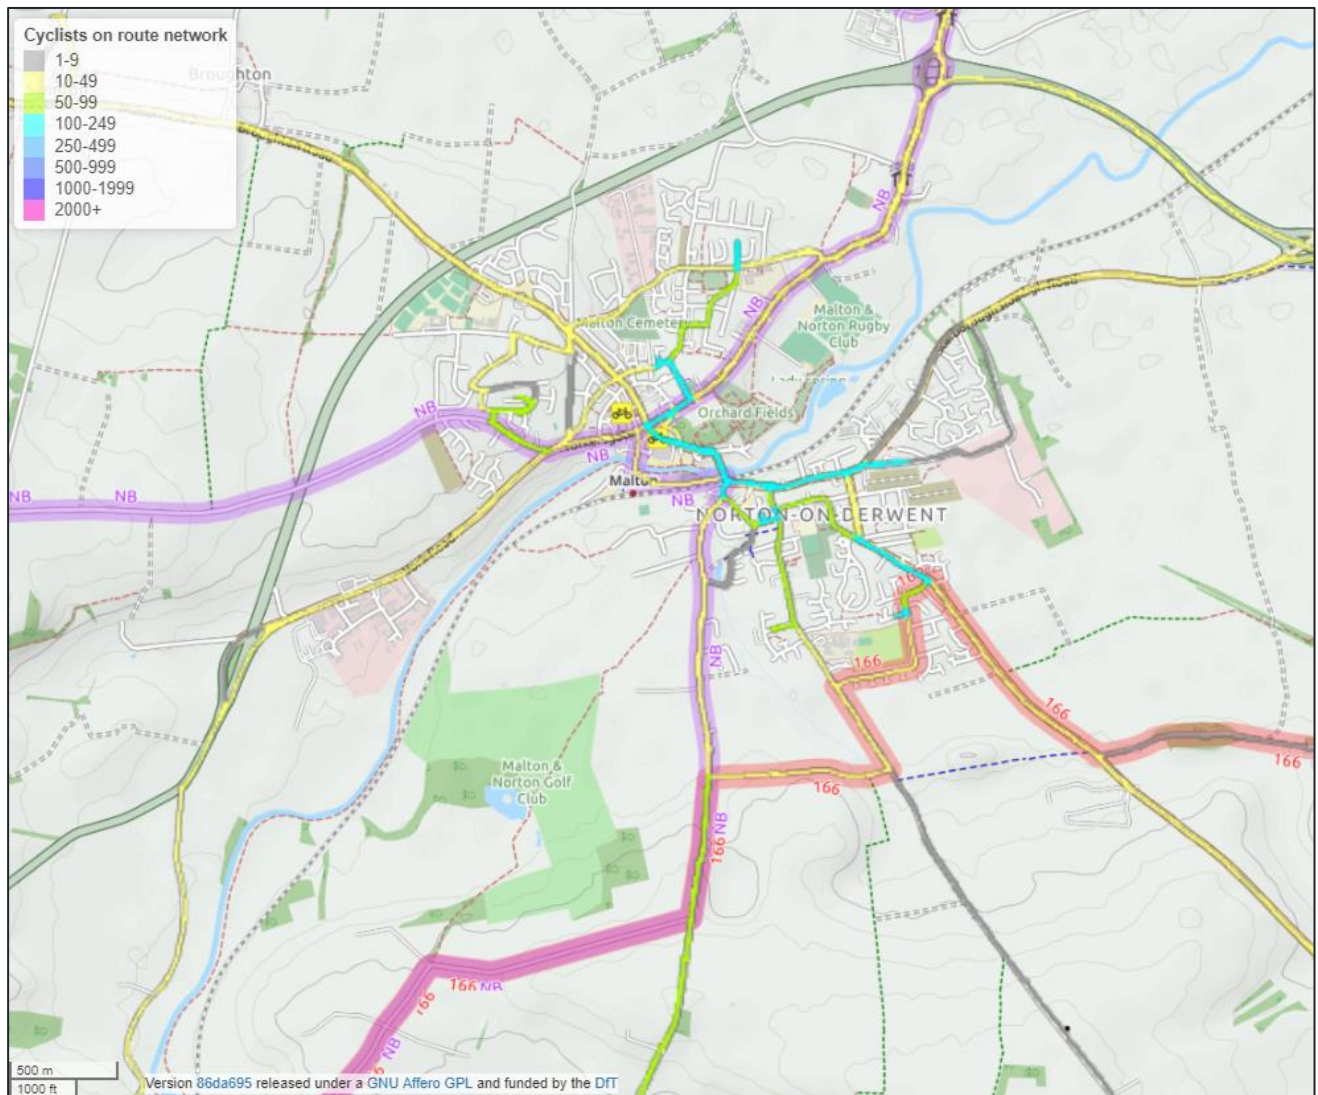 Cyclists on route network
1-9
10-49
50-99
100-249
250-499
500-999
1000-1999
2000+
Broughton
NB
Malton &
Norton Rugby
Club
NB
Malton Cemetery
Orchard Fields
NB
NB
NB
NB
Malton
NB
NORTON-ON-DERWENT
166
NB
166
166
166
Malton &
Norton Golf
Club
166
166
NB
166
NB
166
NB
500 m
1000 ft
Version 86da695 released under a GNU Affero GPL and funded by the DfT